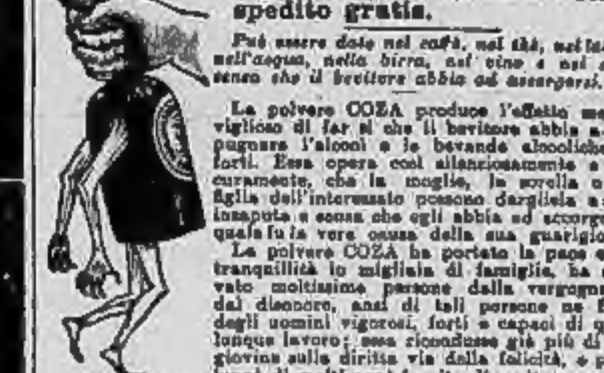 spedito gratis.
Può essere dato nel caffè, nel thè, nel
nell'acqua, nella birra, nel vino e nei
senza che il bevitore abbia ad accorgersi.
La polvere COZA produce l'effetto me
viglioso di far sì che il bevitore abbia a
pugnare l'alcool e le bevande alcooliche
forti. Essa opera così silenziosamente e
curamente, che la moglie, la sorella o
figlia dell'interessato possono dargliela a
insaputa e senza che egli abbia ad accorge
quale fu la vera causa della sua guarigio
La polvere COZA ha portato la pace e
tranquillità in migliaia di famiglie, ha
vato moltissime persone dalla vergogna
dal disonore, anzi di tali persone ne
degli uomini vigorosi, forti e capaci di q
lunque lavoro; essa ricondusse già più di
giovine sulla diritta via della felicità, e